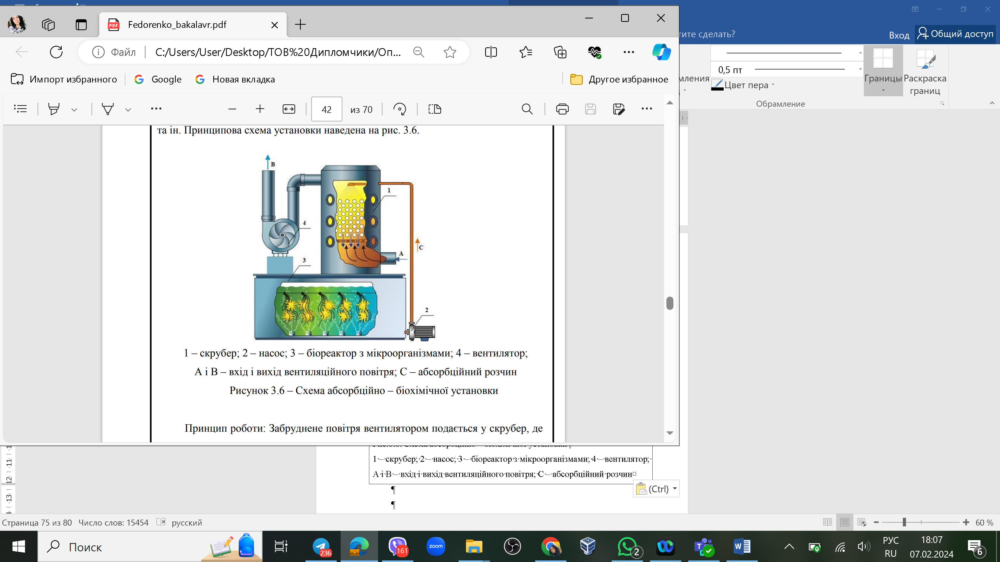 Fedorenko_bakalavr.pdf
тите сделать?
Вход
Общий доступ
Файл
C:/Users/User/Desktop/ТОВ%20Дипломчики/Оп...
0,5 пт
Цвет пера
Границы
Раскраска
границ
Обрамление
Импорт избранного
Google
Новая вкладка
Другое избранное
42
из 70
та ін. Принципова схема установки наведена на рис. 3.6.
B
1
4
C
A
3
2
1 – скрубер; 2 – насос; 3 – біореактор з мікроорганізмами; 4 – вентилятор;
А і В – вхід і вихід вентиляційного повітря; С – абсорбційний розчин
Рисунок 3.6 – Схема абсорбційно – біохімічної установки
Принцип роботи: Забруднене повітря вентилятором подається у скрубер, де
1 – скрубер; 2 – насос; 3 – біореактор з мікроорганізмами; 4 – вентилятор;
А і В – вхід і вихід вентиляційного повітря; С – абсорбційний розчин
(Ctrl)
11
12
13
Страница 75 из 80
Число слов: 15454
русский
60 %
Поиск
236
161
zoom
2
РУС
RU
18:07
07.02.2024
6